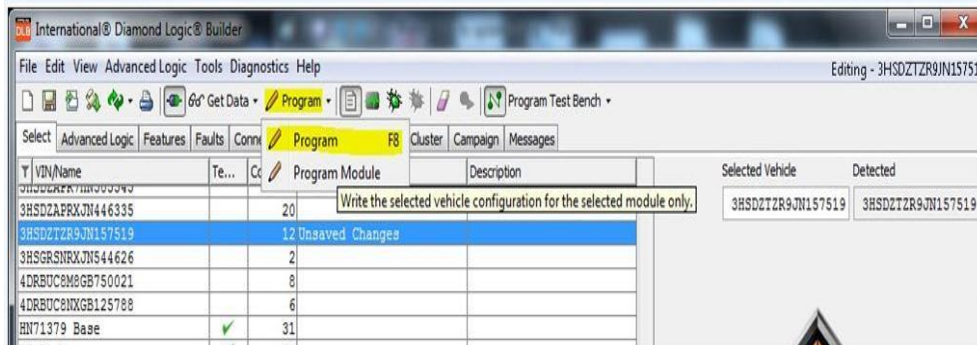 International® Diamond Logic® Builder
File Edit View Advanced Logic Tools Diagnostics Help
Editing - 3HSDZTZR9JN15751
Get Data Program Program Test Bench
Select Advanced Logic Features Faults Cluster Campaign Messages
Program F8
Program Module
Write the selected vehicle configuration for the selected module only.
VIN/Name Te... Description
Selected Vehicle Detected
3HSDZAPRXJN446335 20
3HSDZTZR9JN157519 12 Unsaved Changes
3HSDZTZR9JN157519 3HSDZTZR9JN157519
3HSGRSNRXJN544626 2
4DRBUC8M8GB750021 8
4DRBUC8NXGB125788 6
HN71379 Base 31